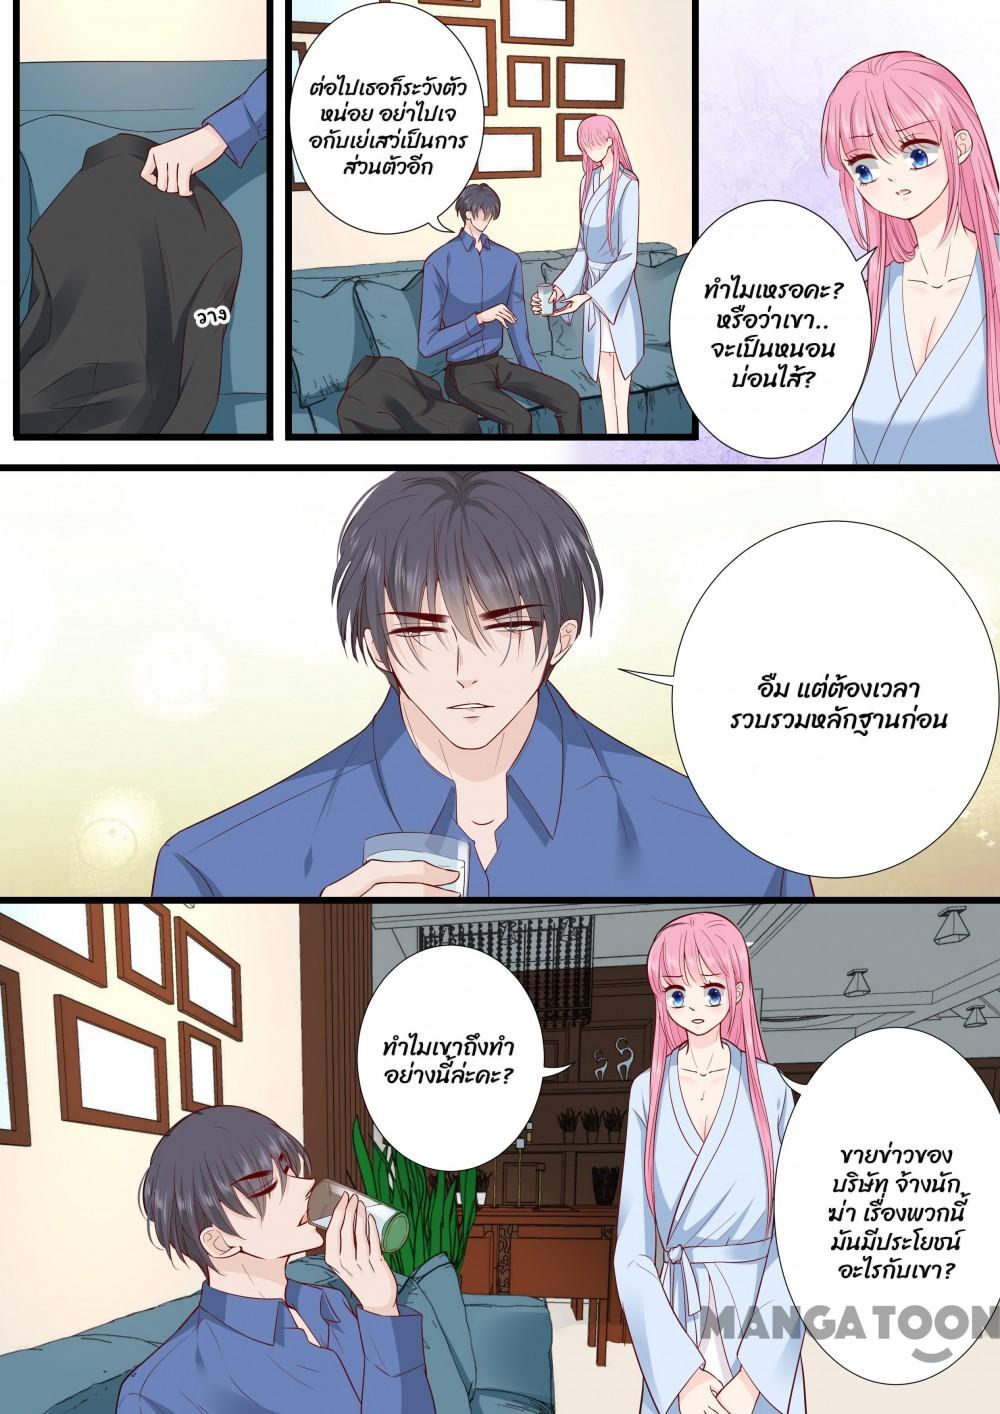 วาง
ต่อไปเธอก็ระวังตัว
หน่อย อย่าไปเจ
อกับเย่เสว่เป็นการ
ส่วนตัวอีก
ทำไมเหรอคะ?
หรือว่าเขา..
จะเป็นหนอน
บ่อนไส้?
อืม แต่ต้องเวลา
รวบรวมหลักฐานก่อน
ทำไมเขาถึงทำ
อย่างนี้ล่ะคะ?
ขายข่าวของ
บริษัท จ้างนัก
ฆ่า เรื่องพวกนี้
มันมีประโยชน์
อะไรกับเขา?
MANGATOON